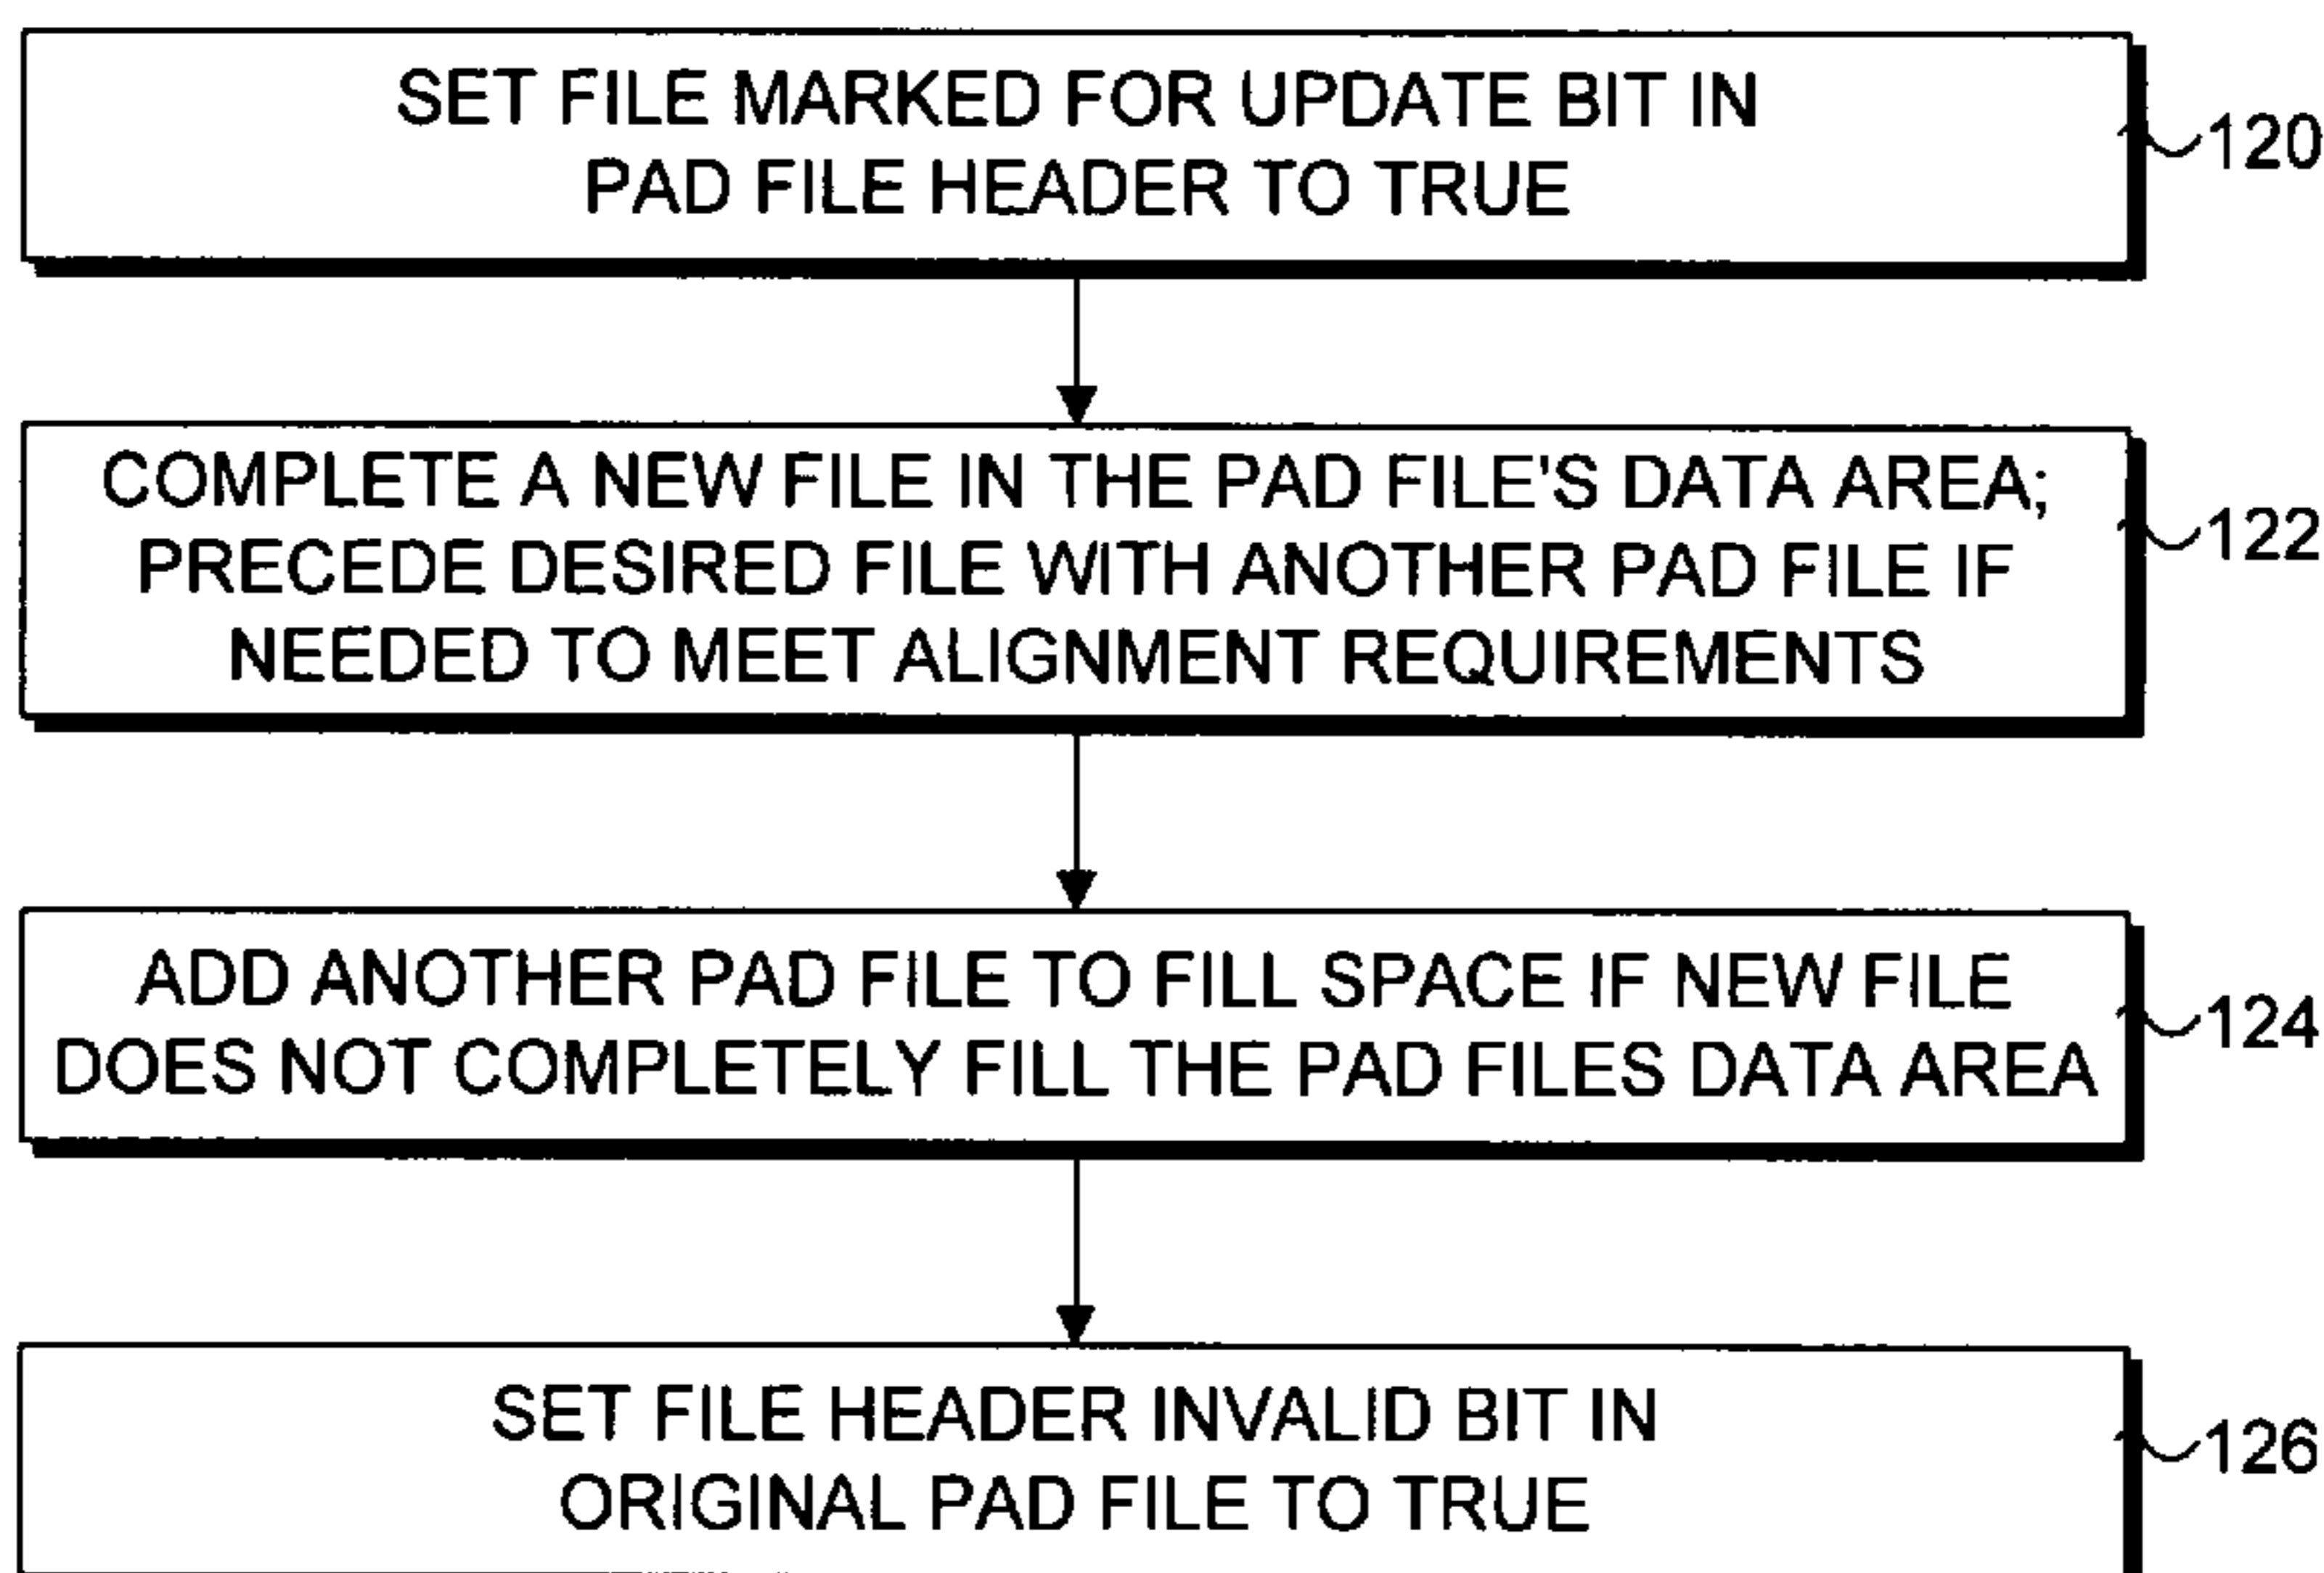 SET FILE MARKED FOR UPDATE BIT IN
PAD FILE HEADER TO TRUE
120
COMPLETE A NEW FILE IN THE PAD FILE'S DATA AREA;
PRECEDE DESIRED FILE WITH ANOTHER PAD FILE IF
NEEDED TO MEET ALIGNMENT REQUIREMENTS
122
ADD ANOTHER PAD FILE TO FILL SPACE IF NEW FILE
DOES NOT COMPLETELY FILL THE PAD FILES DATA AREA
124
SET FILE HEADER INVALID BIT IN
ORIGINAL PAD FILE TO TRUE
126